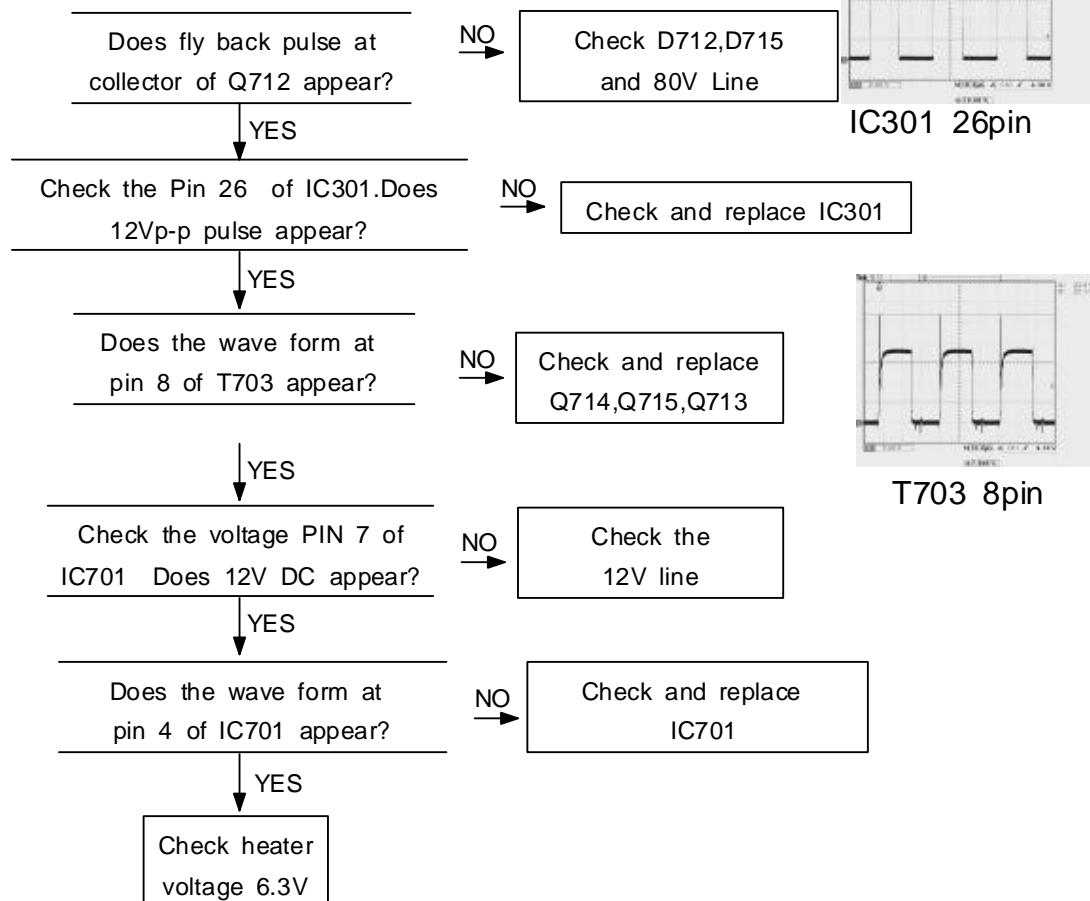 Does fly back pulse at
collector of Q712 appear?
NO
Check D712,D715
and 80V Line
IC301 26pin
YES
Check the Pin 26 of IC301.Does
12Vp-p pulse appear?
NO
Check and replace IC301
YES
Does the wave form at
pin 8 of T703 appear?
NO
Check and replace
Q714,Q715,Q713
T703 8pin
YES
Check the voltage PIN 7 of
IC701 Does 12V DC appear?
NO
Check the
12V line
YES
Does the wave form at
pin 4 of IC701 appear?
NO
Check and replace
IC701
YES
Check heater
voltage 6.3V